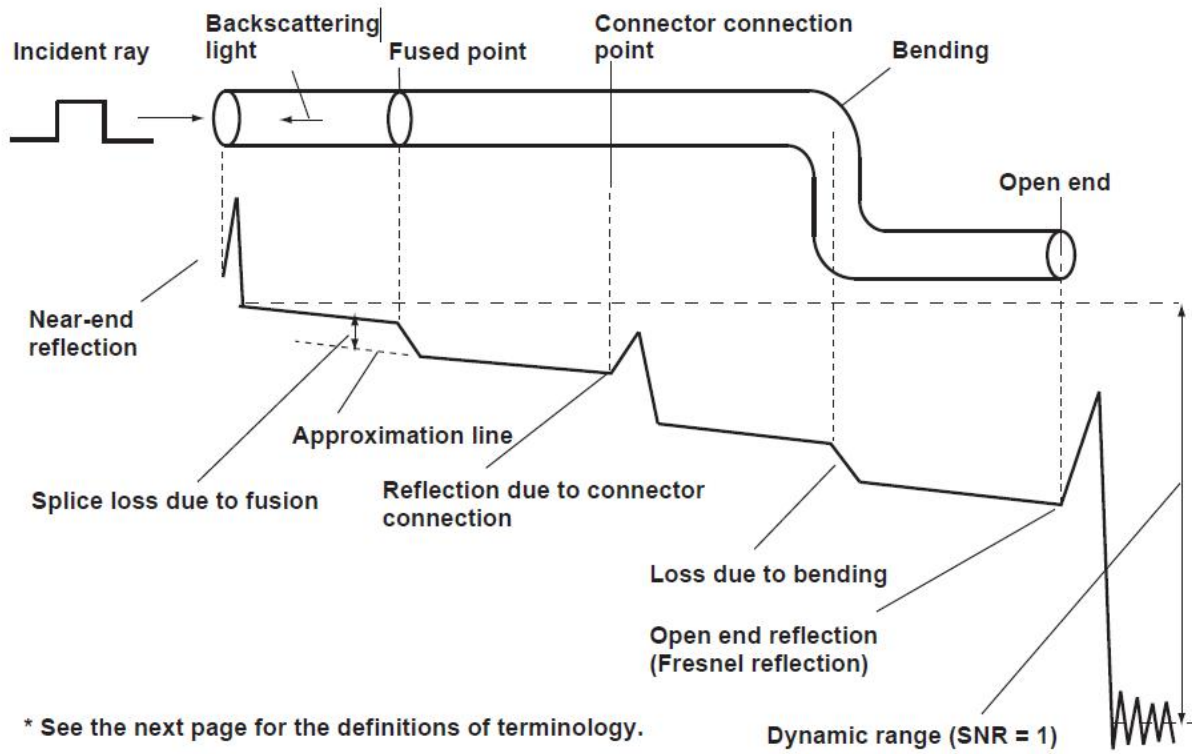 Incident ray
Backscattering
light
Fused point
Connector connection
point
Bending
Open end
Near-end
reflection
Approximation line
Splice loss due to fusion
Reflection due to connector
connection
Loss due to bending
Open end reflection
(Fresnel reflection)
Dynamic range (SNR = 1)
* See the next page for the definitions of terminology.